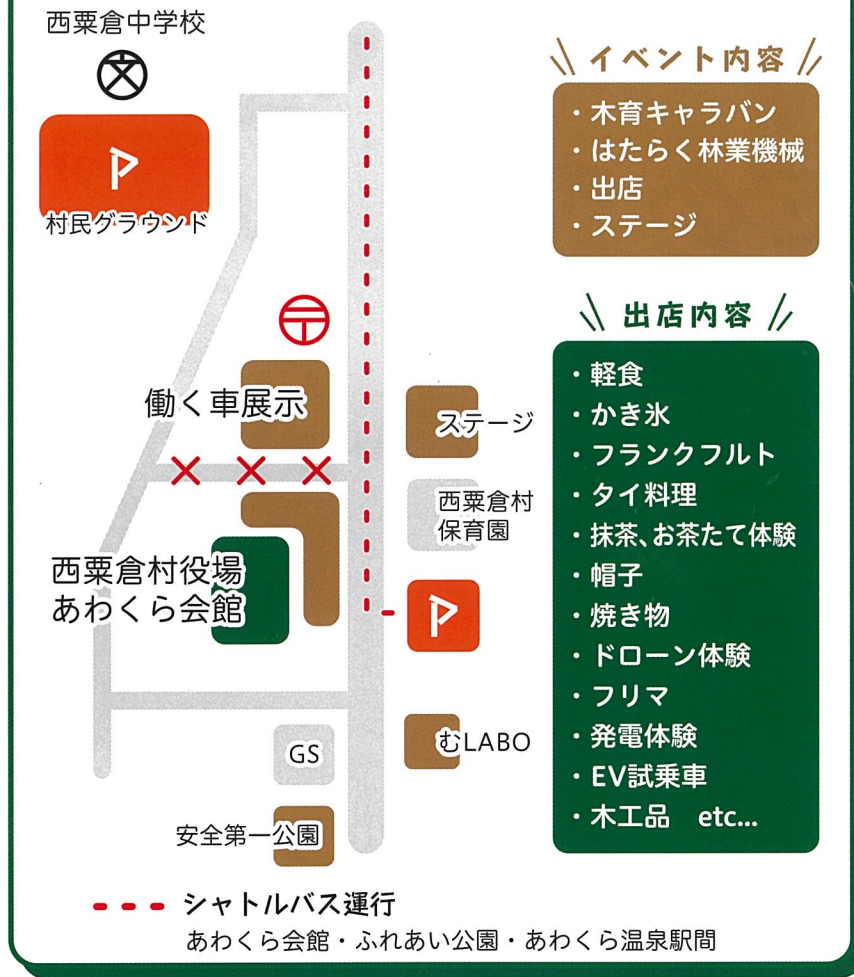 西粟倉中学校
文
P
村民グラウンド
働く車展示
ステージ
西粟倉村
保育園
西粟倉村役場
あわくら会館
P
GS
むLABO
安全第一公園
イベント内容
・木育キャラバン
・はたらく林業機械
・出店
・ステージ
出店内容
・軽食
・かき氷
・フランクフルト
・タイ料理
・抹茶、お茶たて体験
・帽子
・焼き物
・ドローン体験
・フリマ
・発電体験
・EV試乗車
・木工品　etc...
シャトルバス運行
あわくら会館・ふれあい公園・あわくら温泉駅間